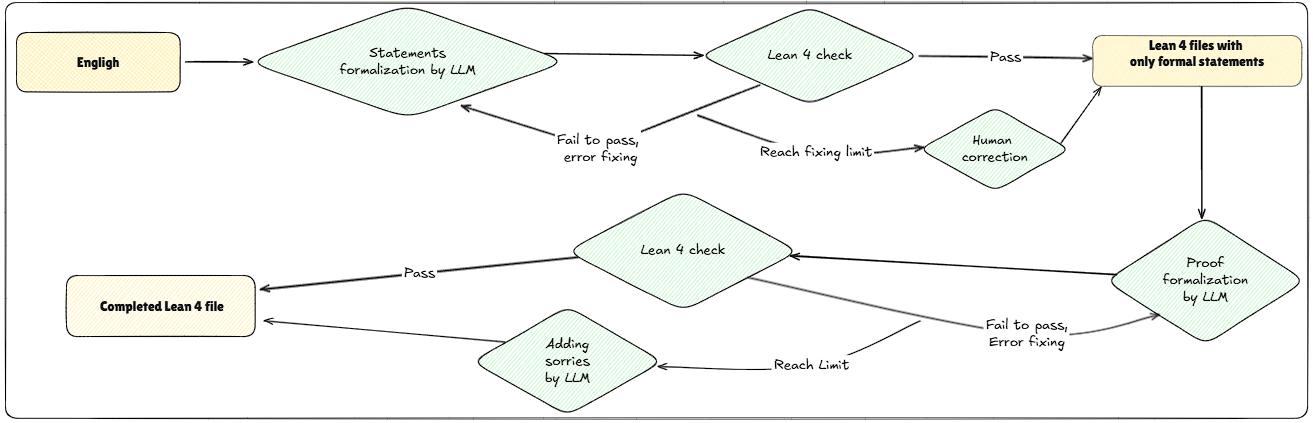 Engligh
Statements
formalization by LLM
Lean 4 check
Pass
Lean 4 files with
only formal statements
Fail to pass,
error fixing
Reach fixing limit
Human
correction
Proof
formalization
by LLM
Lean 4 check
Pass
Completed Lean 4 file
Fail to pass,
Error fixing
Reach Limit
Adding
sorries
by LLM